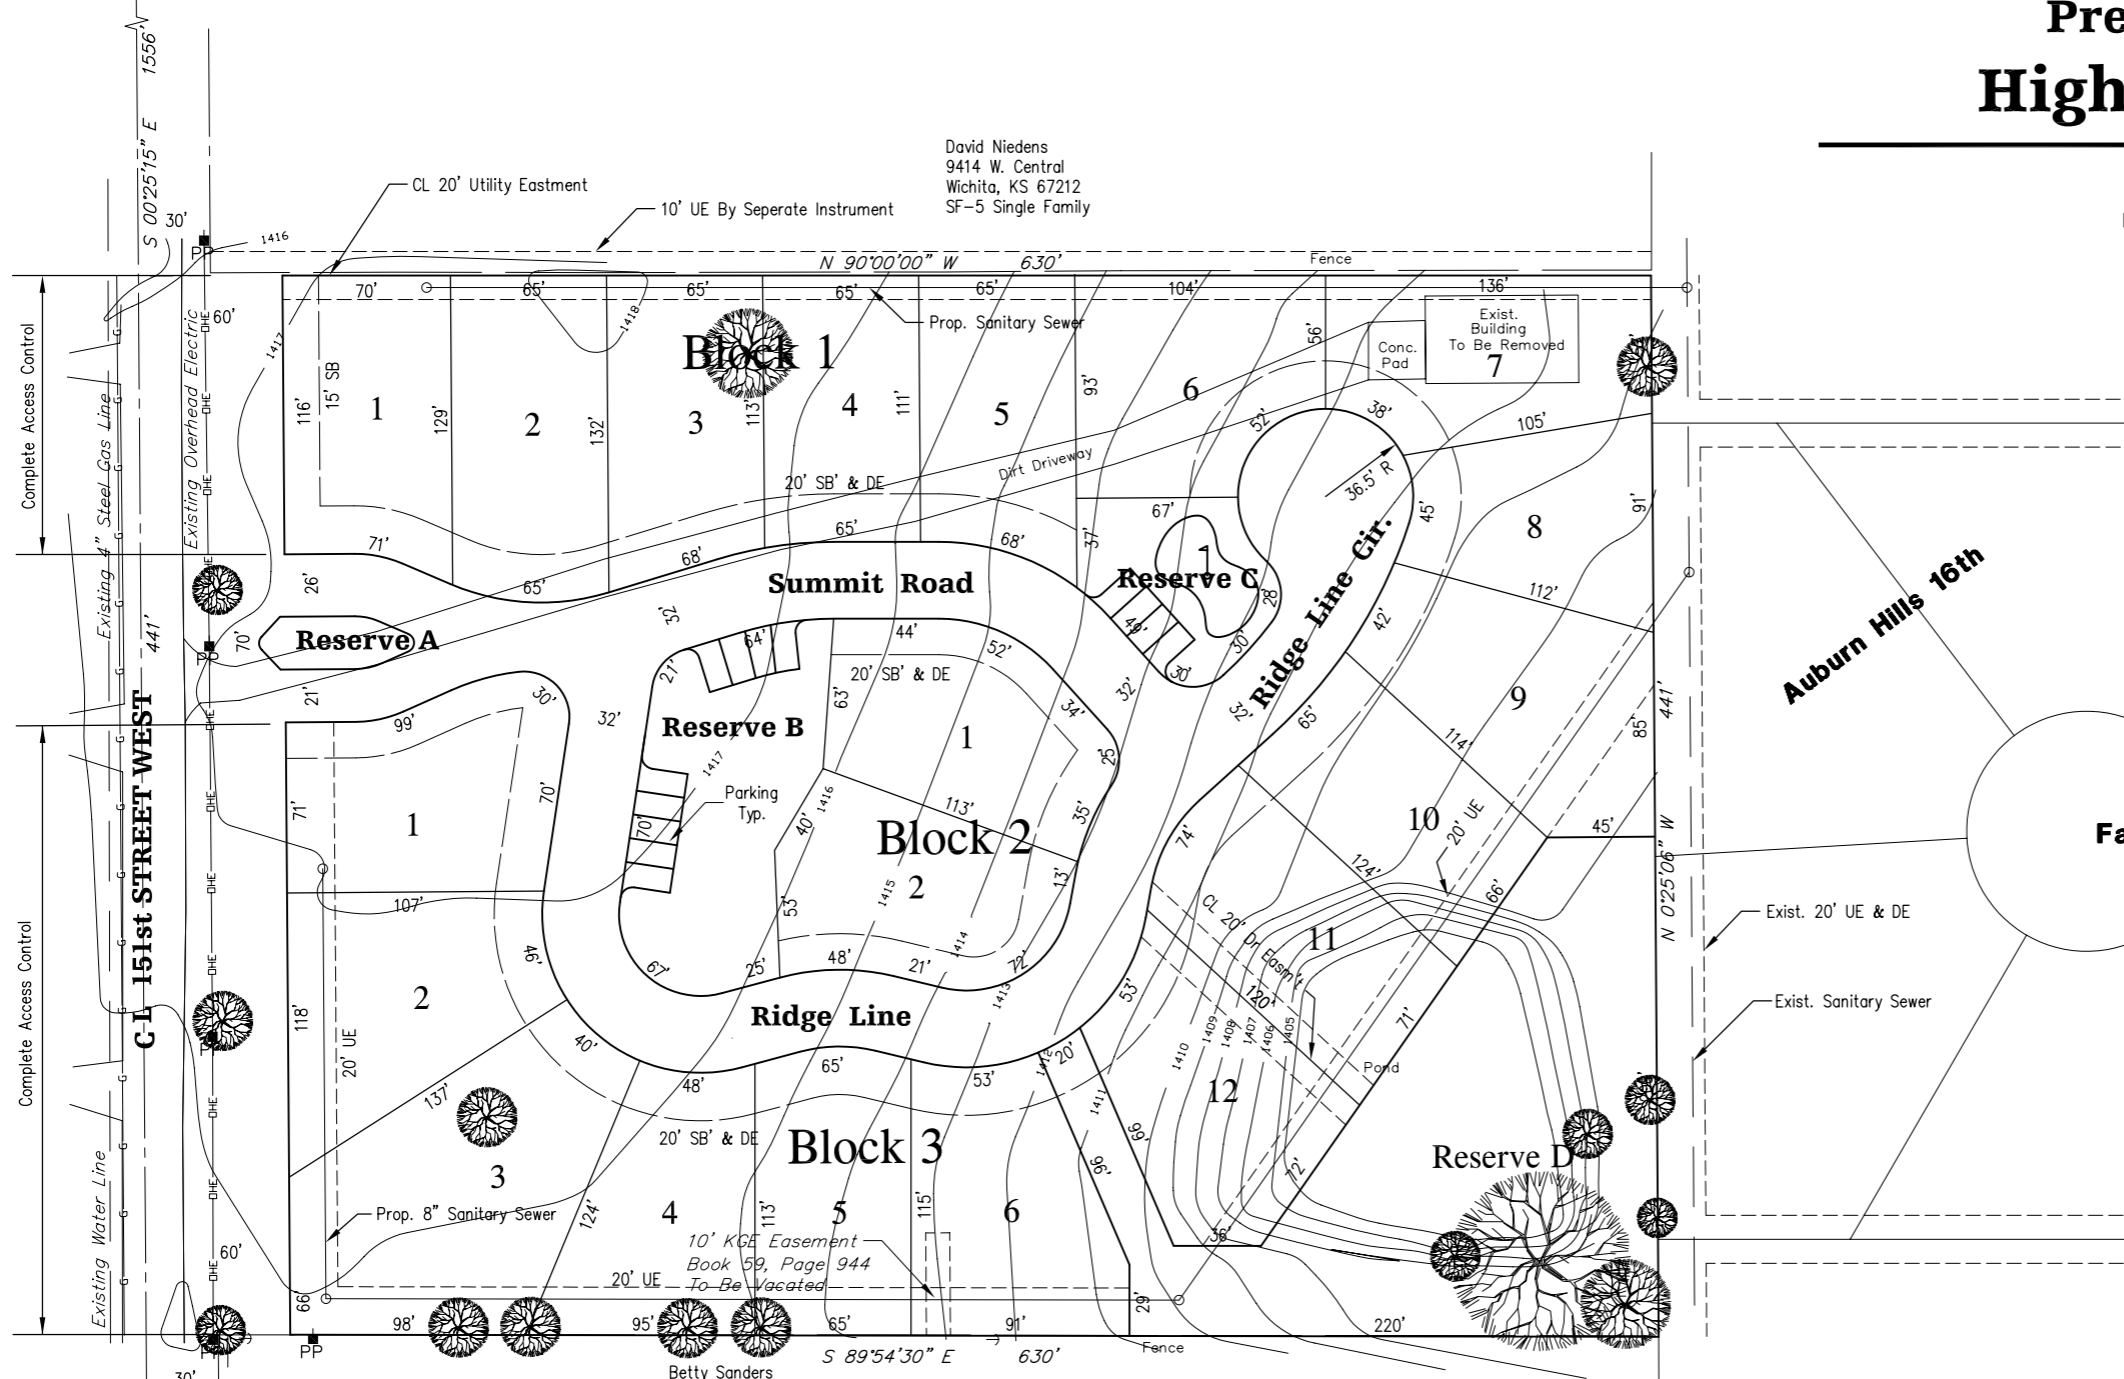 Pre
High
S 00°25'15" E 1556'
David Niedens
9414 W. Central
Wichita, KS 67212
SF-5 Single Family
CL 20' Utility Eastment
10' UE By Seperate Instrument
30'
PP
1416
N 90°00'00" W 630'
Fence
70' 65' 65' 65' 65' 104' 136'
Prop. Sanitary Sewer
Exist.
Building
To Be Removed
7
Conc.
Pad
60'
1417
1418
Block 1
Complete Access Control
Existing 4" Steel Gas Line
Existing Overhead Electric
OHE
G
116'
15' SB
1
129'
2
132'
3
113'
4
111'
5
93'
6
56'
52'
38'
105'
36.5' R
Dirt Driveway
20' SB' & DE
67'
37'
45'
8
91'
71'
65'
68'
65'
68'
26'
Summit Road
Reserve C
1
28'
49'
30'
30'
Ridge Line Cir.
42'
112'
Auburn Hills 16th
441'
70'
PP
Reserve A
32'
21'
64'
44'
52'
20' SB' & DE
63'
34'
32'
32'
65'
9
85'
441'
21'
99'
30'
32'
Reserve B
1417
Parking
Typ.
1
25'
114'
C L 151st STREET WEST
71'
1
70'
70'
40'
1416
113'
Block 2
35'
74'
10
20' UE
45'
Fa
107'
53'
1415
2
13'
124'
66'
N 0°25'06" W
Exist. 20' UE & DE
CL 20' Dr Easm't
11
46'
67'
25'
48'
21'
72'
1414
1413
53'
120'
Exist. Sanitary Sewer
118'
2
20' UE
Ridge Line
71'
40'
48'
65'
53'
20'
1412
1411
1410
1409
1408
1407
1406
1405
Pond
12
137'
20' SB' & DE
Block 3
99'
96'
72'
Reserve D
Complete Access Control
Existing Water Line
3
Prop. 8" Sanitary Sewer
124'
4
113'
5
115'
6
36'
10' KGE Easement
Book 59, Page 944
To Be Vacated
60'
66'
20' UE
29'
98' 95' 65' 91' 220'
PP
PP
S 89°54'30" E 630'
Fence
Betty Sanders
30'